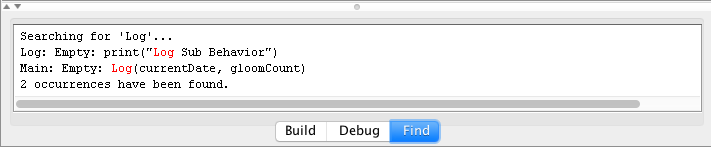 Searching for 'Log'...
Log: Empty: print("Log Sub Behavior")
Main: Empty: Log(currentDate, gloomCount)
2 occurrences have been found.
Build Debug Find